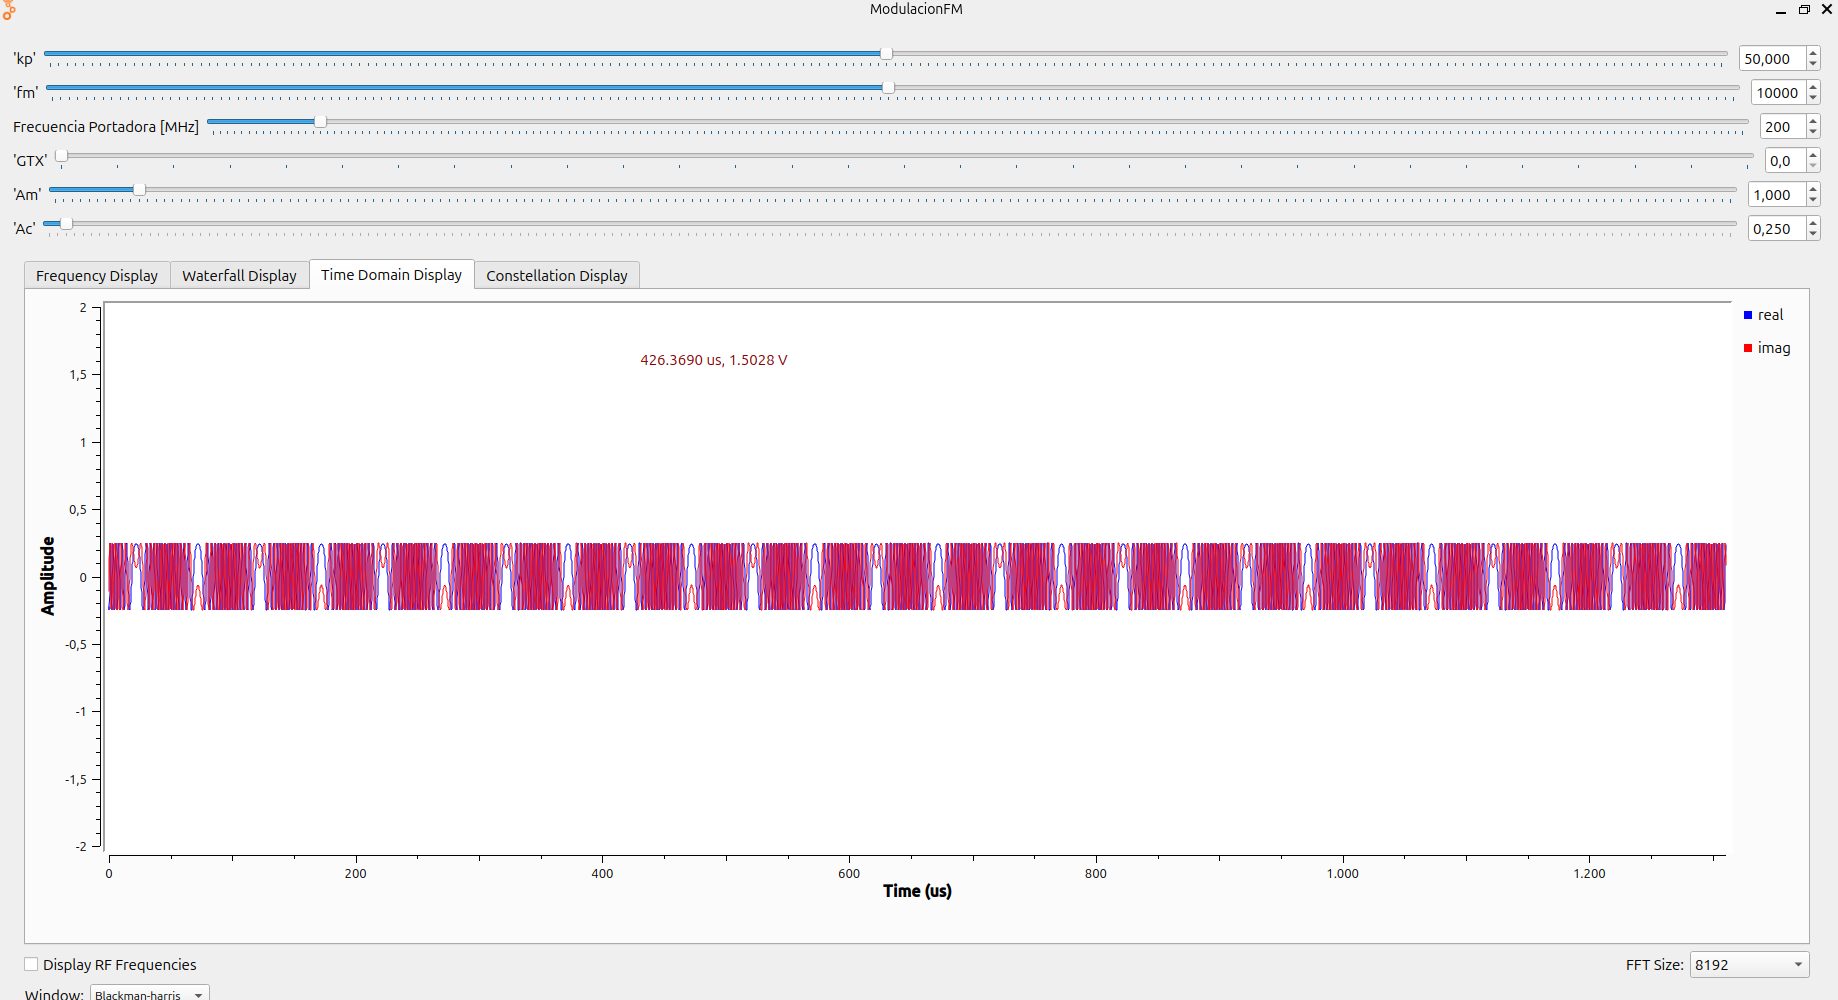 ModulacionFM
'kp' 50,000
'fm' 10000
Frecuencia Portadora [MHz] 200
'GTX' 0,0
'Am' 1,000
'Ac' 0,250
Frequency Display Waterfall Display Time Domain Display Constellation Display
2
real
imag
426.3690 us, 1.5028 V
1,5
1
0,5
Amplitude
0
-0,5
-1
-1,5
-2
0 200 400 600 800 1.000 1.200
Time (us)
Display RF Frequencies FFT Size: 8192
Window: Blackman-harris